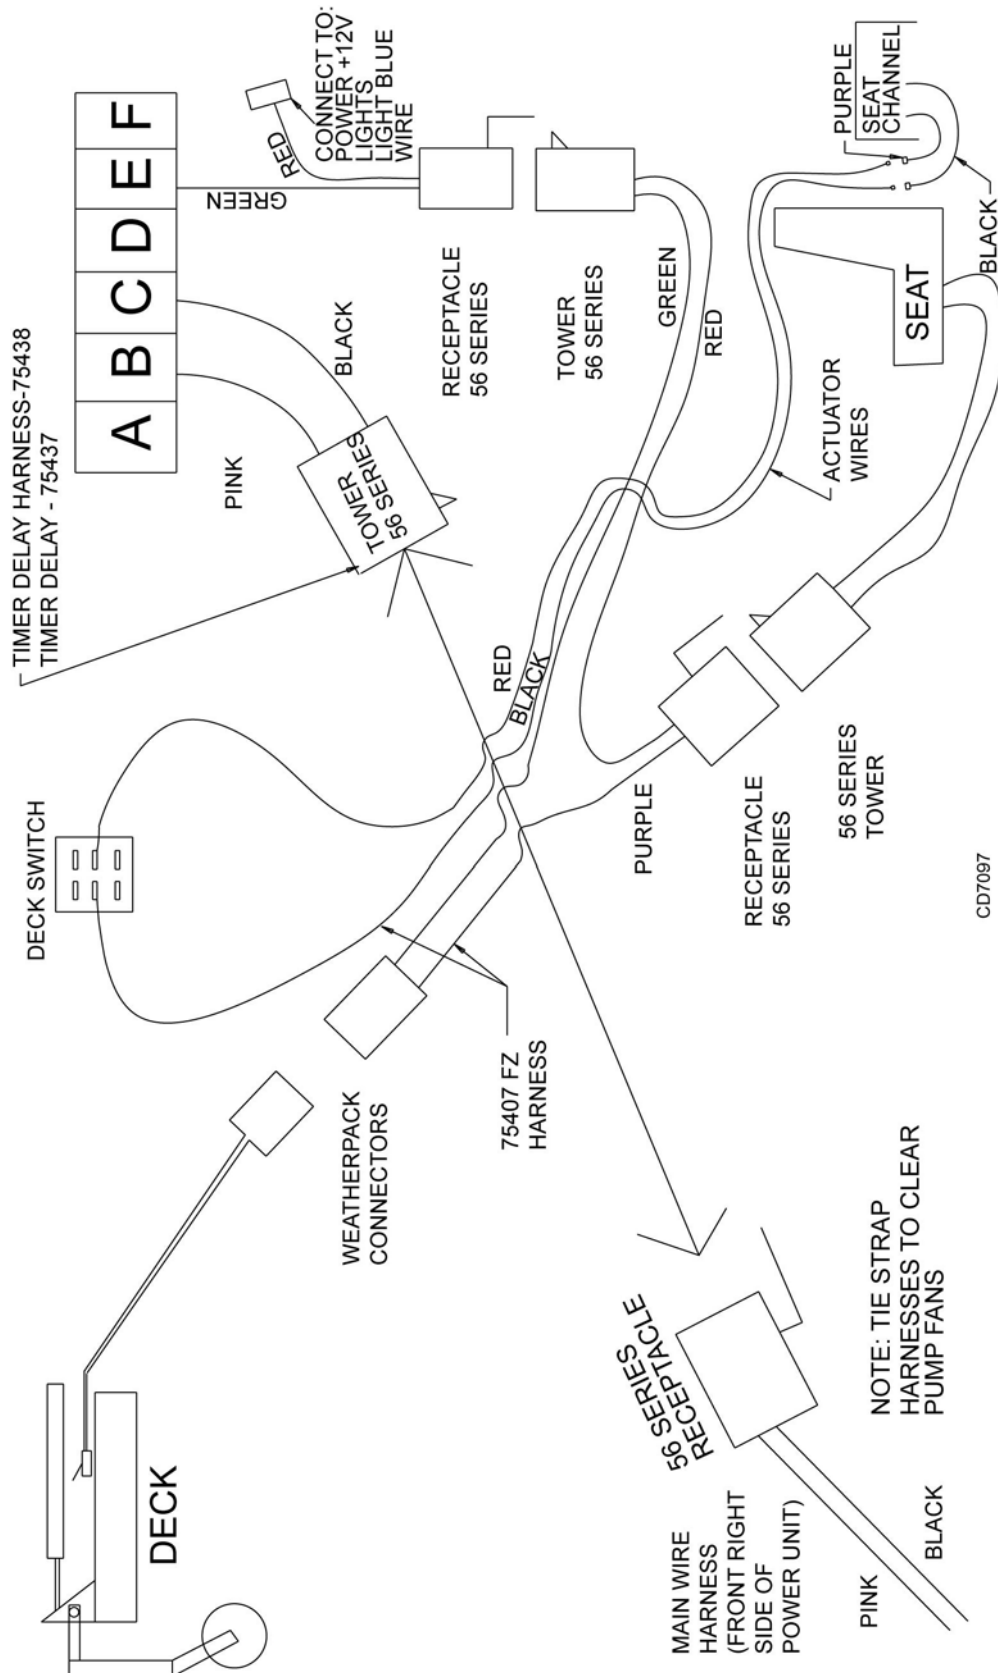 TIMER DELAY HARNESS-75438
TIMER DELAY - 75437
A B C D E F
PINK
BLACK
GREEN
RED
CONNECT TO:
POWER +12V
LIGHTS
LIGHT BLUE
WIRE
TOWER
56 SERIES
RECEPTACLE
56 SERIES
TOWER
56 SERIES
GREEN
RED
PURPLE
SEAT
CHANNEL
BLACK
SEAT
ACTUATOR
WIRES
DECK SWITCH
RED
BLACK
PURPLE
RECEPTACLE
56 SERIES
56 SERIES
TOWER
WEATHERPACK
CONNECTORS
75407 FZ
HARNESS
DECK
56 SERIES
RECEPTACLE
MAIN WIRE
HARNESS
(FRONT RIGHT
SIDE OF
POWER UNIT)
PINK
BLACK
NOTE: TIE STRAP
HARNESSES TO CLEAR
PUMP FANS
CD7097